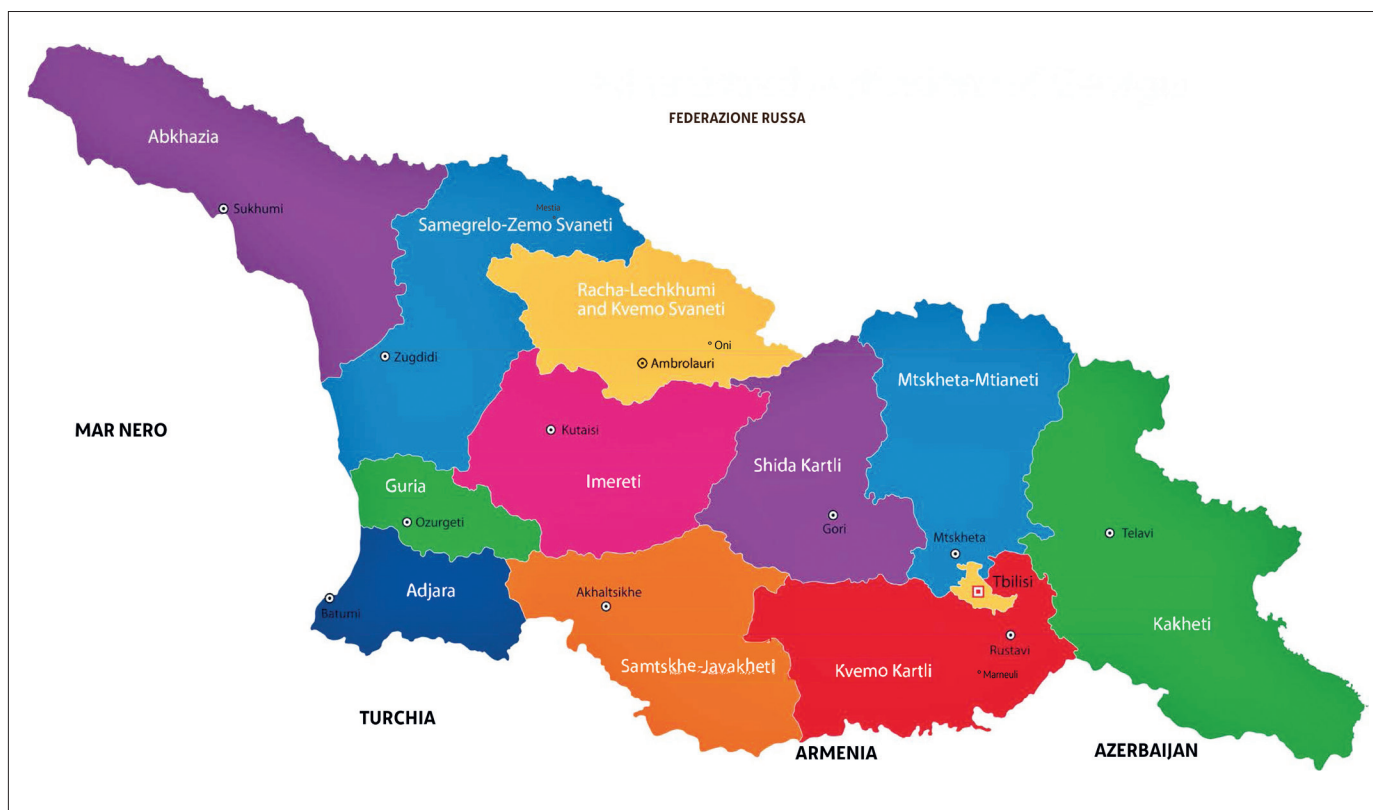 FEDERAZIONE RUSSA
Abkhazia
Sukhumi
Mestia
Samegrelo-Zemo Svaneti
Racha-Lechkhumi
and Kvemo Svaneti
Oni
Ambrolauri
Zugdidi
Mtskheta-Mtianeti
MAR NERO
Kutaisi
Shida Kartli
Imereti
Guria
Ozurgeti
Gori
Mtskheta
Telavi
Tbilisi
Adjara
Batumi
Akhaltsikhe
Kakheti
Rustavi
Samtskhe-Javakheti
Kvemo Kartli
Marneuli
TURCHIA
ARMENIA
AZERBAIJAN